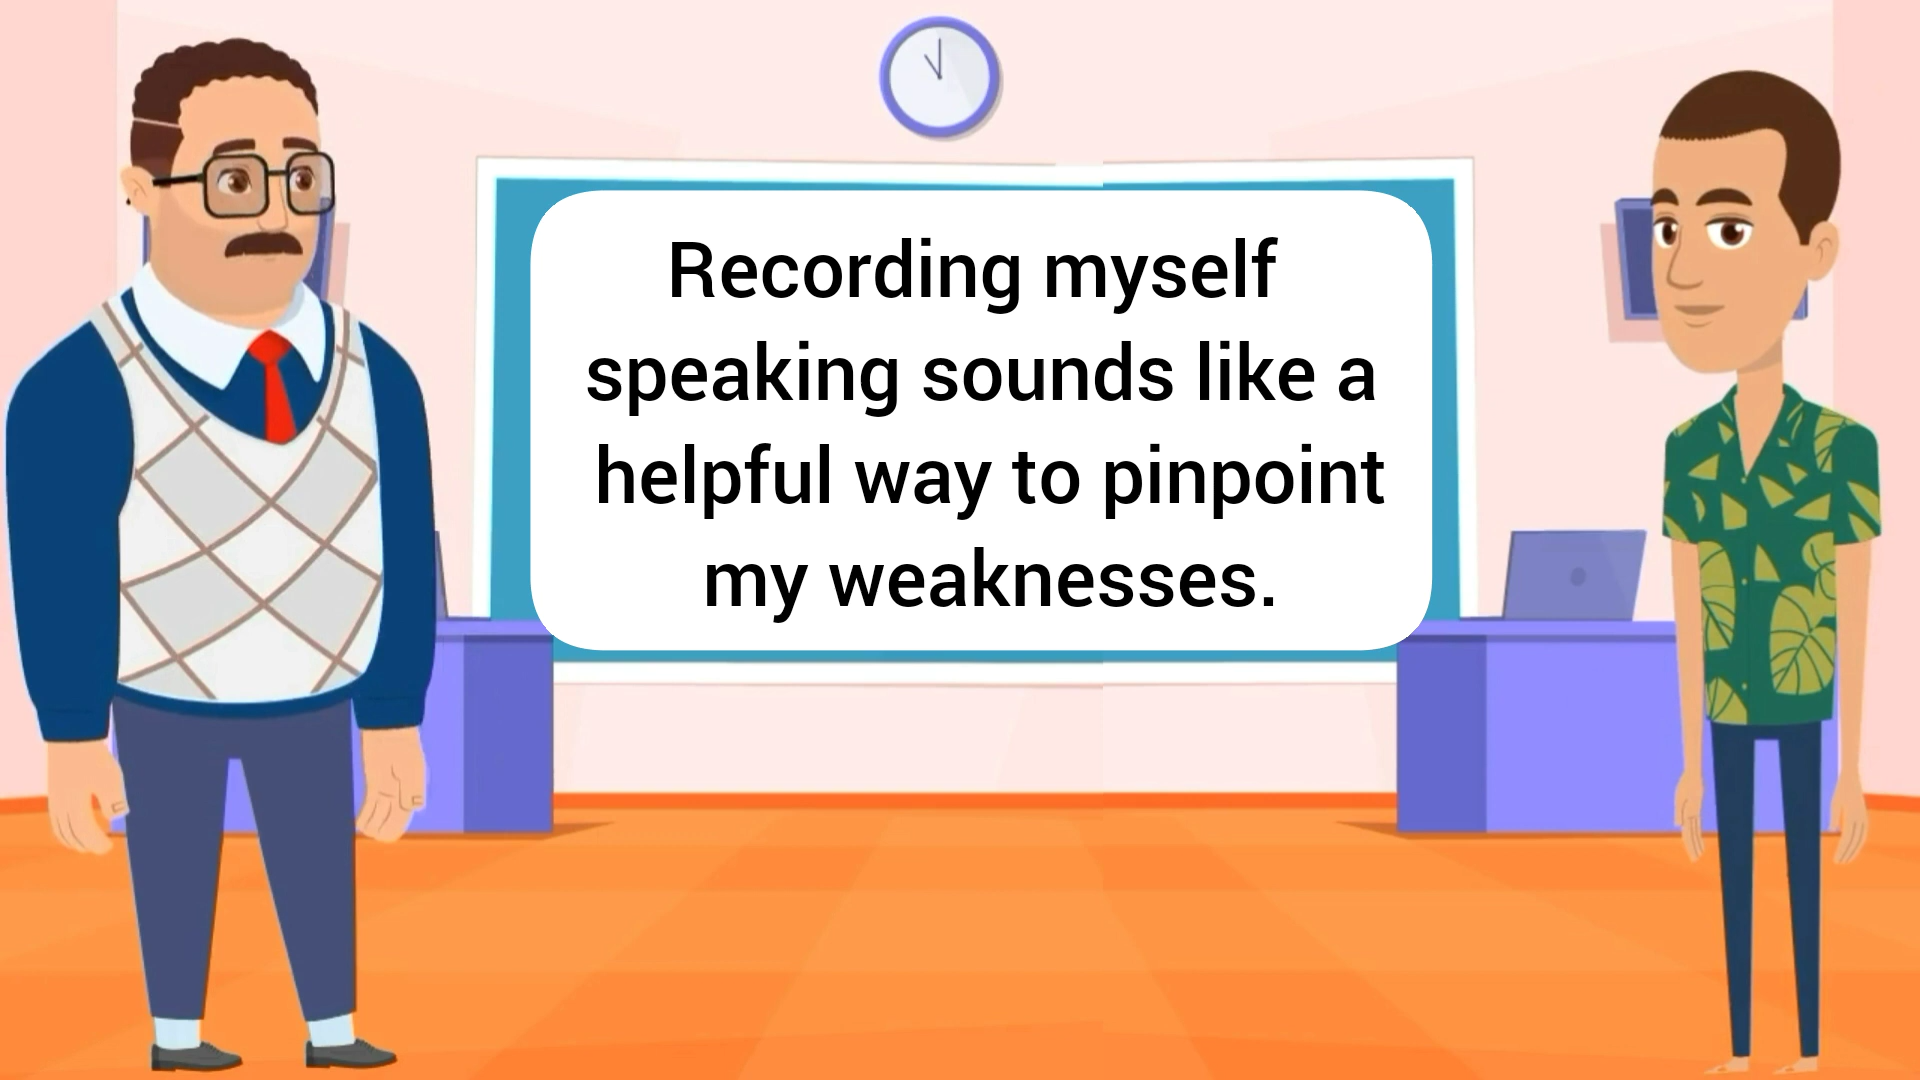 Recording myself
speaking sounds like a
helpful way to pinpoint
my weaknesses.